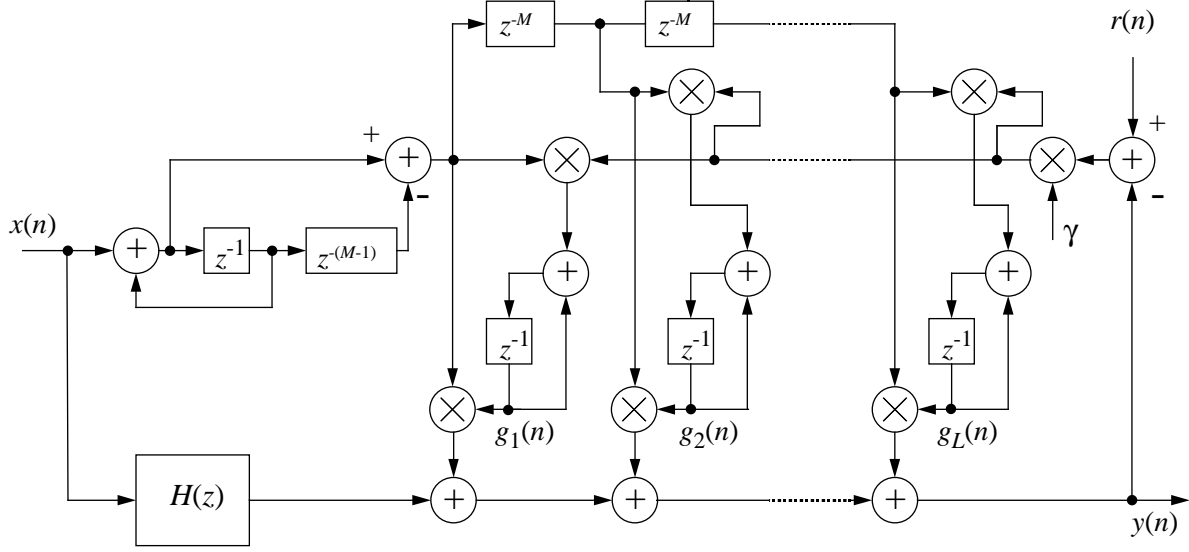 z^{-M} z^{-M} r(n)
+ +
+ + -
x(n) -
+ z^{-1} z^{-(M-1)} γ
+ + +
z^{-1} z^{-1} z^{-1}
g_1(n) g_2(n) g_L(n)
H(z) + + +
y(n)